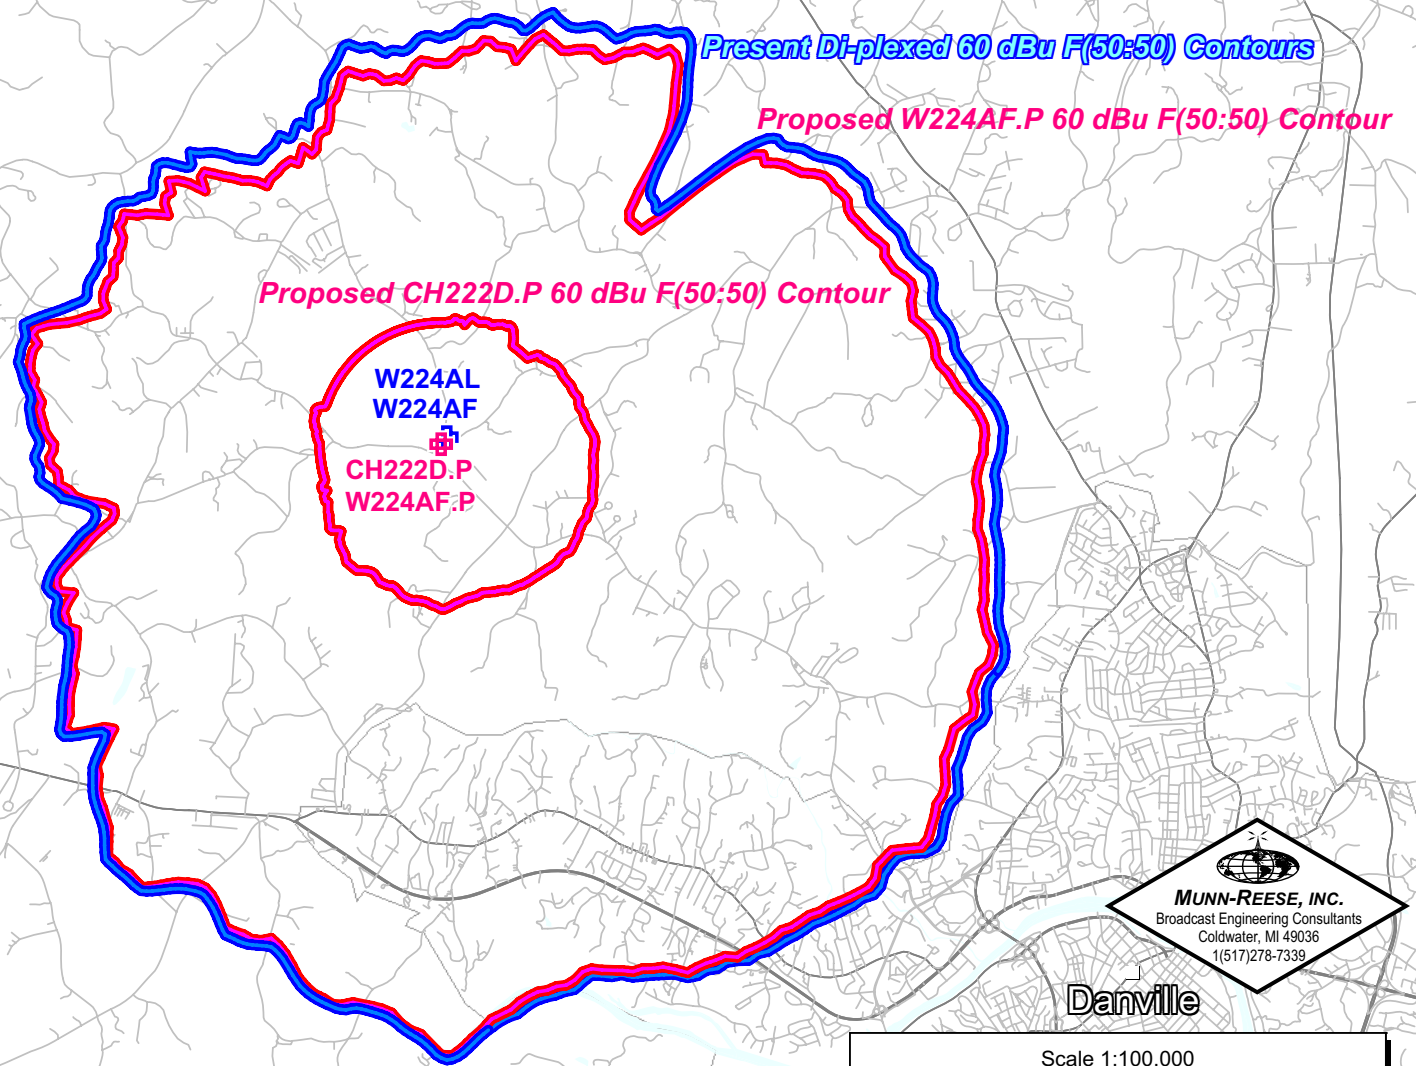 Present Di-plexed 60 dBu F(50:50) Contours
Proposed W224AF.P 60 dBu F(50:50) Contour
Proposed CH222D.P 60 dBu F(50:50) Contour
W224AL
W224AF
CH222D.P
W224AF.P
MUNN-REESE, INC.
Broadcast Engineering Consultants
Coldwater, MI 49036
1(517)278-7339
Danville
Scale 1:100,000